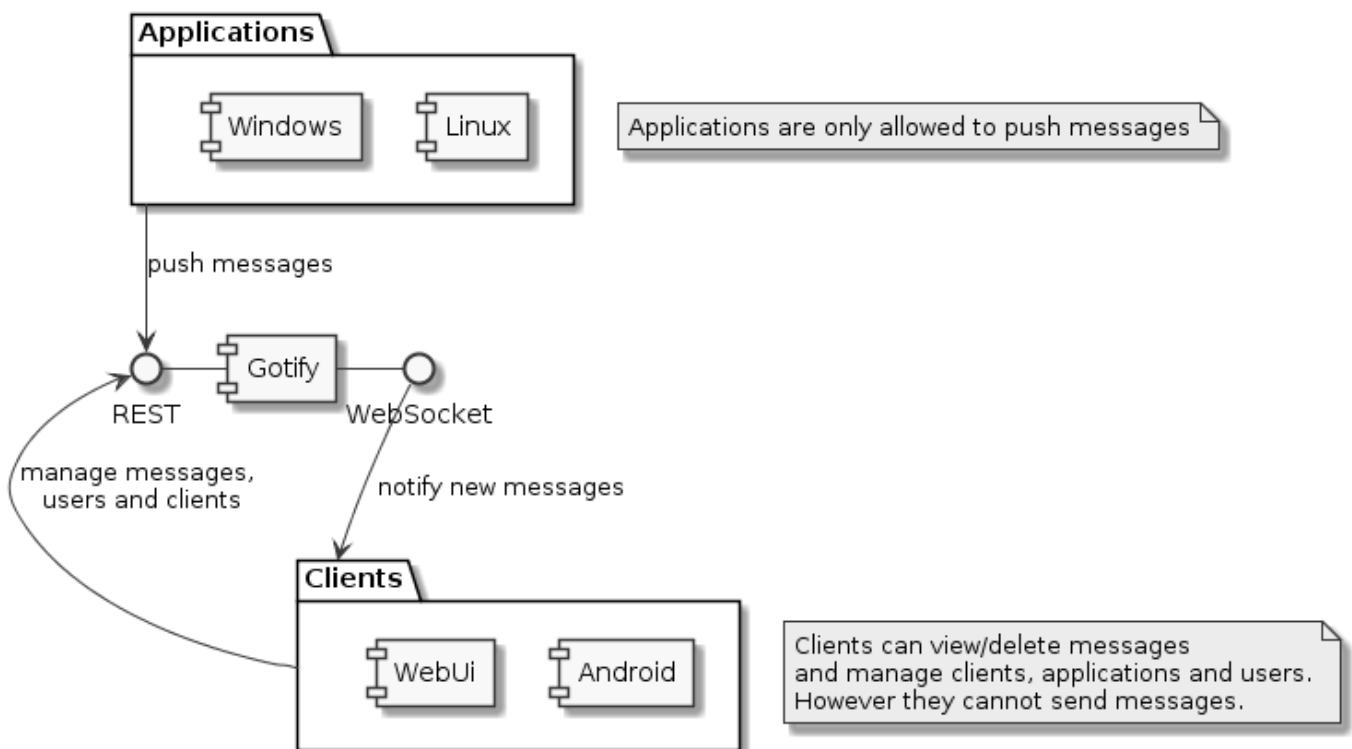 Applications
Windows
Linux
Applications are only allowed to push messages
push messages
Gotify
REST
WebSocket
manage messages,
users and clients
notify new messages
Clients
WebUi
Android
Clients can view/delete messages
and manage clients, applications and users.
However they cannot send messages.